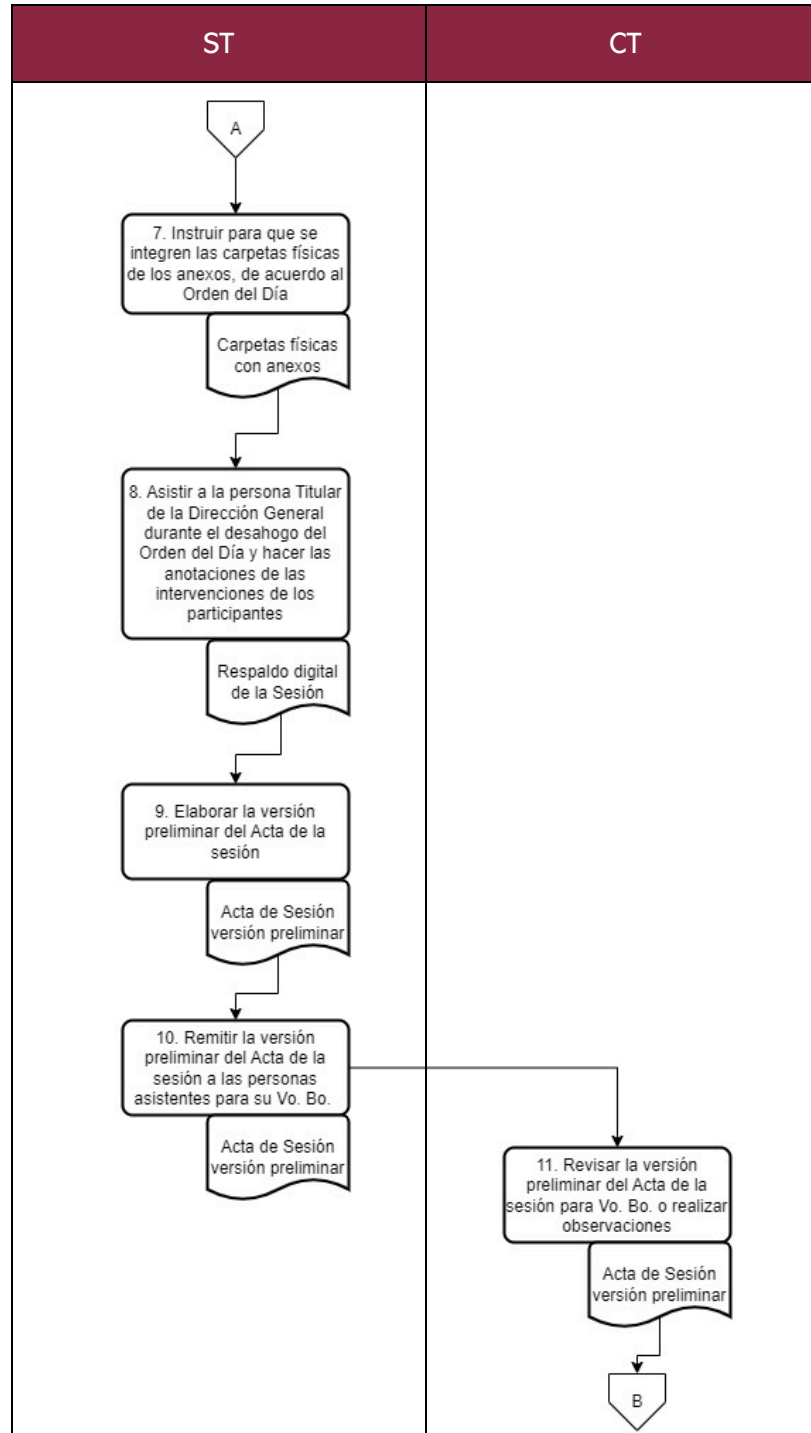 ST
CT
A
7. Instruir para que se
integren las carpetas físicas
de los anexos, de acuerdo al
Orden del Día
Carpetas físicas
con anexos
8. Asistir a la persona Titular
de la Dirección General
durante el desahogo del
Orden del Día y hacer las
anotaciones de las
intervenciones de los
participantes
Respaldo digital
de la Sesión
9. Elaborar la versión
preliminar del Acta de la
sesión
Acta de Sesión
versión preliminar
10. Remitir la versión
preliminar del Acta de la
sesión a las personas
asistentes para su Vo. Bo.
Acta de Sesión
versión preliminar
11. Revisar la versión
preliminar del Acta de la
sesión para Vo. Bo. o realizar
observaciones
Acta de Sesión
versión preliminar
B